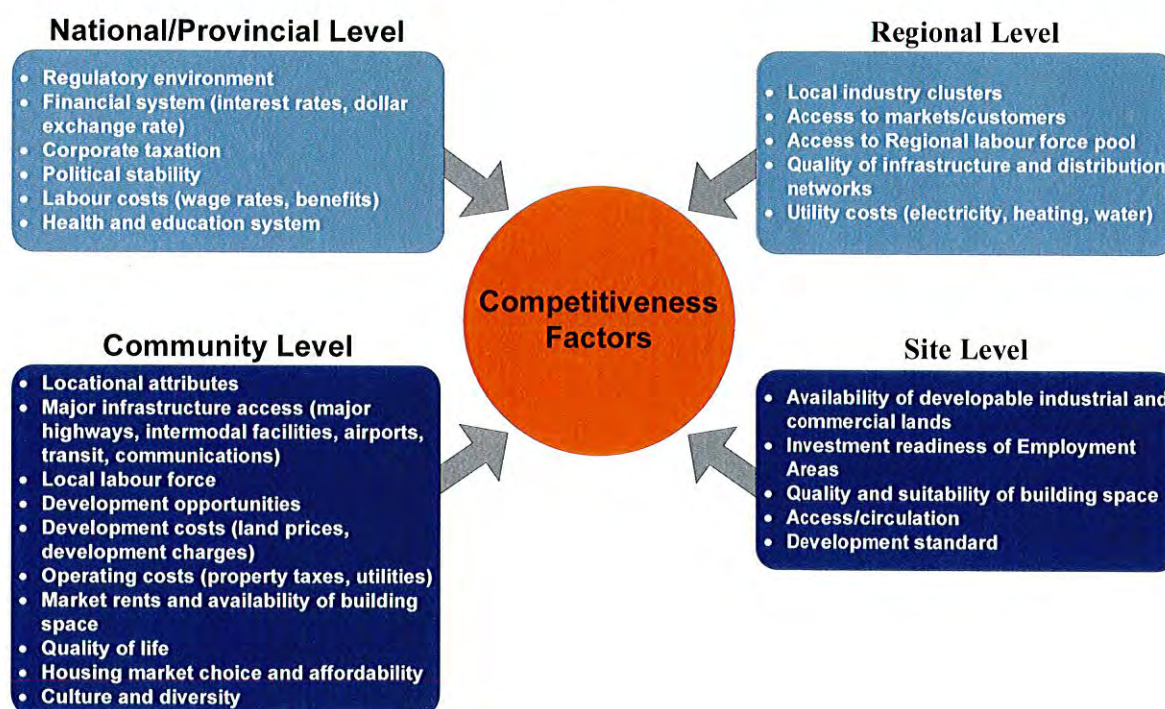 National/Provincial Level
• Regulatory environment
• Financial system (interest rates, dollar
exchange rate)
• Corporate taxation
• Political stability
• Labour costs (wage rates, benefits)
• Health and education system
Regional Level
• Local industry clusters
• Access to markets/customers
• Access to Regional labour force pool
• Quality of infrastructure and distribution
networks
• Utility costs (electricity, heating, water)
Competitiveness
Factors
Community Level
• Locational attributes
• Major infrastructure access (major
highways, intermodal facilities, airports,
transit, communications)
• Local labour force
• Development opportunities
• Development costs (land prices,
development charges)
• Operating costs (property taxes, utilities)
• Market rents and availability of building
space
• Quality of life
• Housing market choice and affordability
• Culture and diversity
Site Level
• Availability of developable industrial and
commercial lands
• Investment readiness of Employment
Areas
• Quality and suitability of building space
• Access/circulation
• Development standard